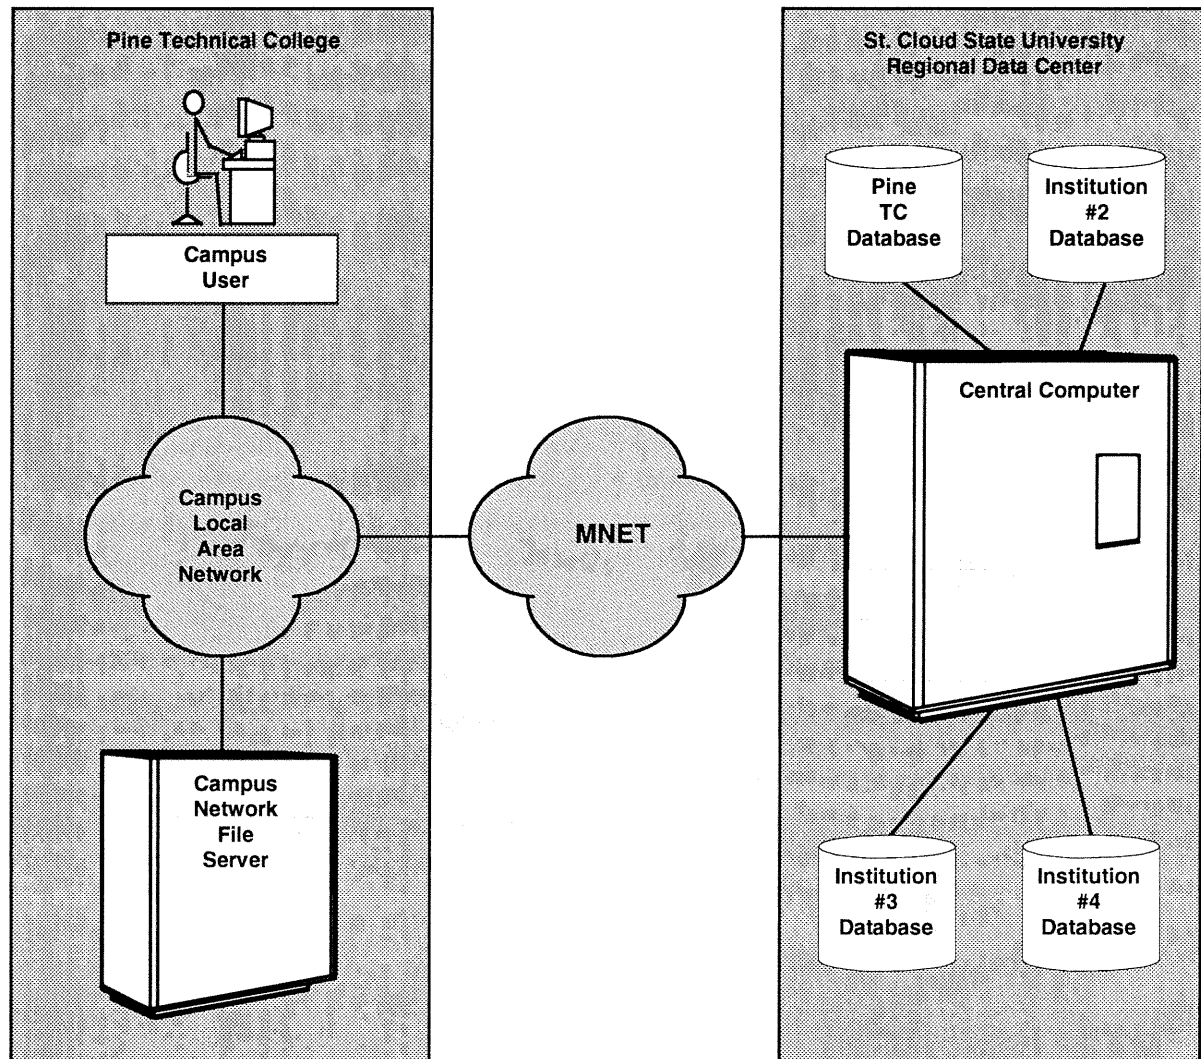 Pine Technical College
Campus
User
Campus
Local
Area
Network
Campus
Network
File
Server
MNET
St. Cloud State University
Regional Data Center
Pine
TC
Database
Institution
#2
Database
Central Computer
Institution
#3
Database
Institution
#4
Database